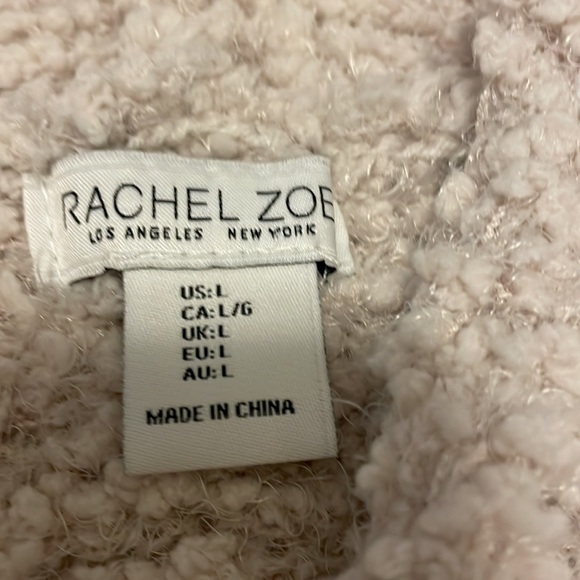 RACHEL ZOE
LOS ANGELES NEW YORK
US: L
CA: L/G
UK: L
EU: L
AU: L
MADE IN CHINA